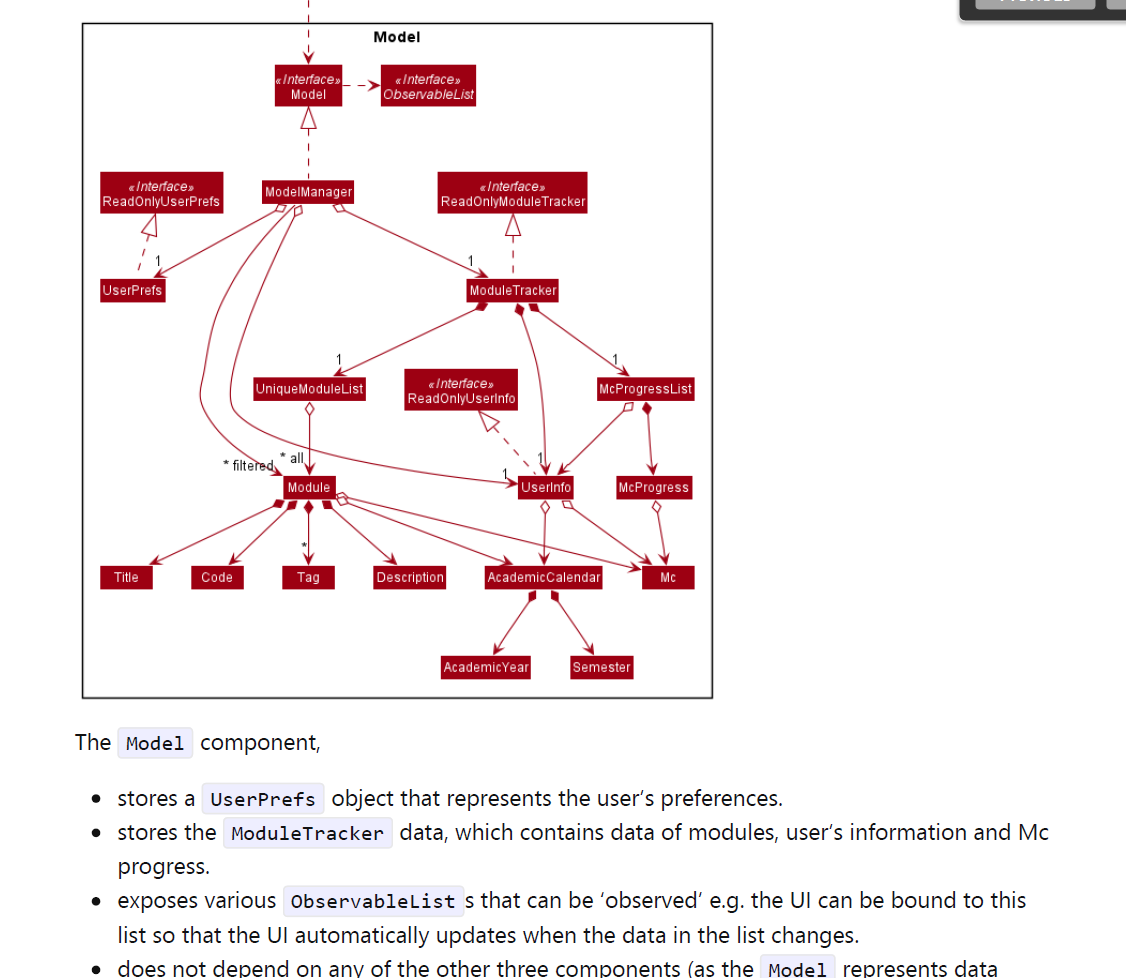 Model
«Interface»
Model
«Interface»
ObservableList
«Interface»
ReadOnlyUserPrefs
ModelManager
«Interface»
ReadOnlyModuleTracker
1
1
UserPrefs
ModuleTracker
1
1
UniqueModuleList
«Interface»
ReadOnlyUserInfo
McProgressList
* filtered
* all
1
1
Module
UserInfo
McProgress
*
Title
Code
Tag
Description
AcademicCalendar
Mc
AcademicYear
Semester
The Model component,
• stores a UserPrefs object that represents the user’s preferences.
• stores the ModuleTracker data, which contains data of modules, user’s information and Mc
progress.
• exposes various ObservableList s that can be ‘observed’ e.g. the UI can be bound to this
list so that the UI automatically updates when the data in the list changes.
• does not depend on any of the other three components (as the Model represents data